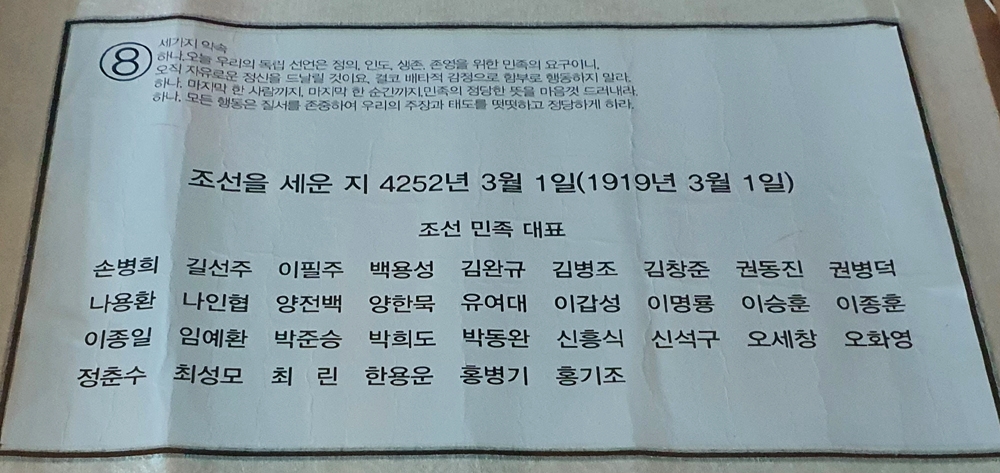 ⑧
세가지 약속
하나.오늘 우리의 독립 선언은 정의, 인도, 생존, 존영을 위한 민족의 요구이니,
오직 자유로운 정신을 드날릴 것이요, 결코 배타적 감정으로 함부로 행동하지 말라.
하나. 마지막 한 사람까지, 마지막 한 순간까지,민족의 정당한 뜻을 마음껏 드러내라.
하나. 모든 행동은 질서를 존중하여 우리의 주장과 태도를 떳떳하고 정당하게 하라.
조선을 세운 지 4252년 3월 1일(1919년 3월 1일)
조선 민족 대표
손병희 길선주 이필주 백용성 김완규 김병조 김창준 권동진 권병덕
나용환 나인협 양전백 양한묵 유여대 이갑성 이명룡 이승훈 이종훈
이종일 임예환 박준승 박희도 박동완 신흥식 신석구 오세창 오화영
정춘수 최성모 최 린 한용운 홍병기 홍기조